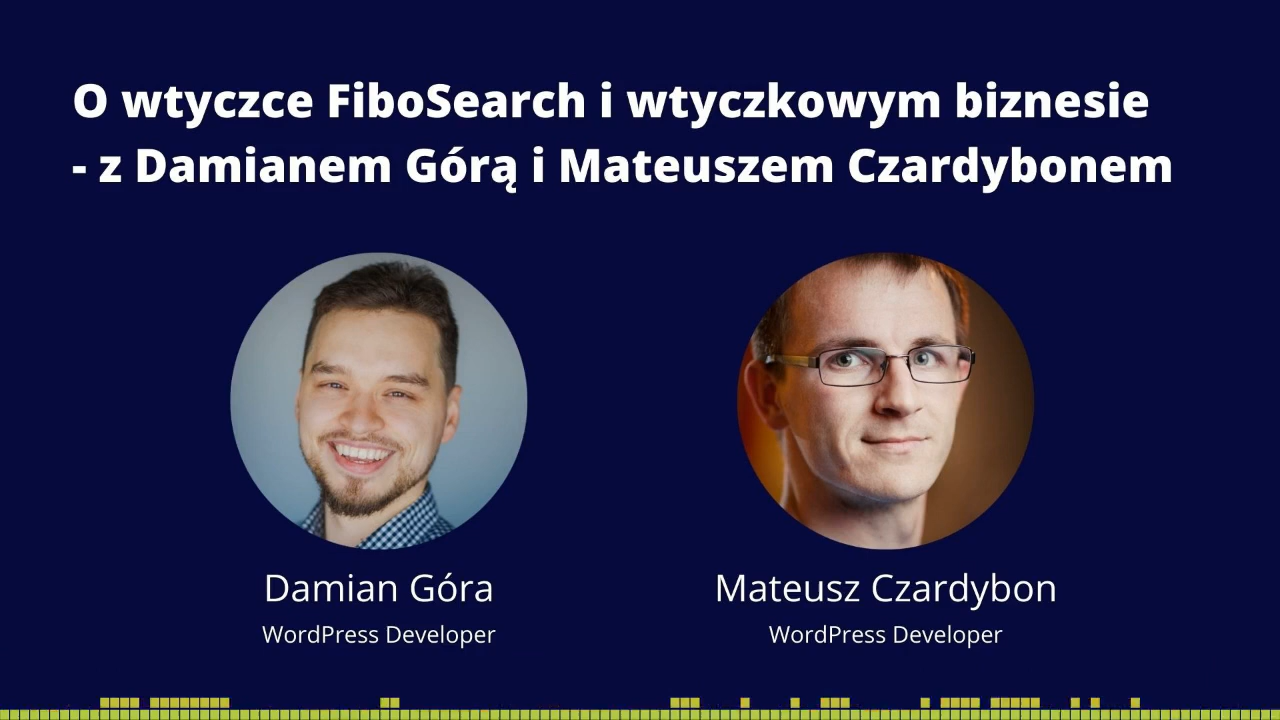 O wtyczce FiboSearch i wtyczkowym biznesie
- z Damianem Górą i Mateuszem Czardybonem
Damian Góra
WordPress Developer
Mateusz Czardybon
WordPress Developer